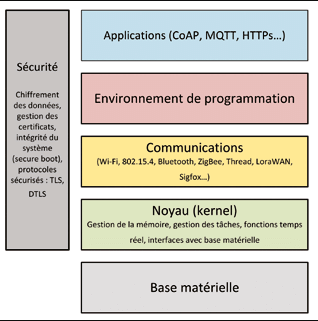 Sécurité
Chiffrement
des données,
gestion des
certificats,
intégrité du
système
(secure boot),
protocoles
sécurisés : TLS,
DTLS
Applications (CoAP, MQTT, HTTPs...)
Environnement de programmation
Communications
(Wi-Fi, 802.15.4, Bluetooth, ZigBee, Thread, LoraWAN,
Sigfox...)
Noyau (kernel)
Gestion de la mémoire, gestion des tâches, fonctions temps
réel, interfaces avec base matérielle
Base matérielle